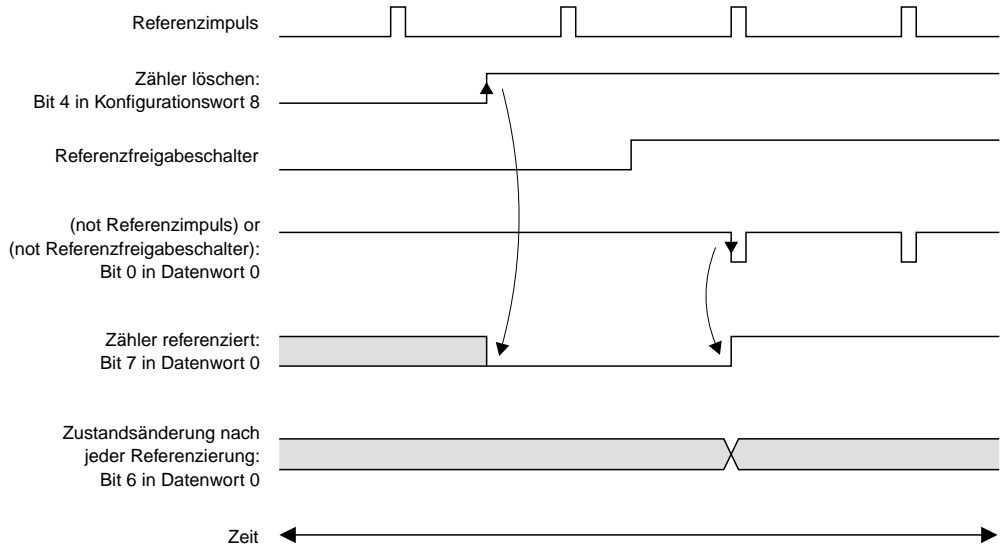 Referenzimpuls
Zähler löschen:
Bit 4 in Konfigurationswort 8
Referenzfreigabeschalter
(not Referenzimpuls) or
(not Referenzfreigabeschalter):
Bit 0 in Datenwort 0
Zähler referenziert:
Bit 7 in Datenwort 0
Zustandsänderung nach
jeder Referenzierung:
Bit 6 in Datenwort 0
Zeit